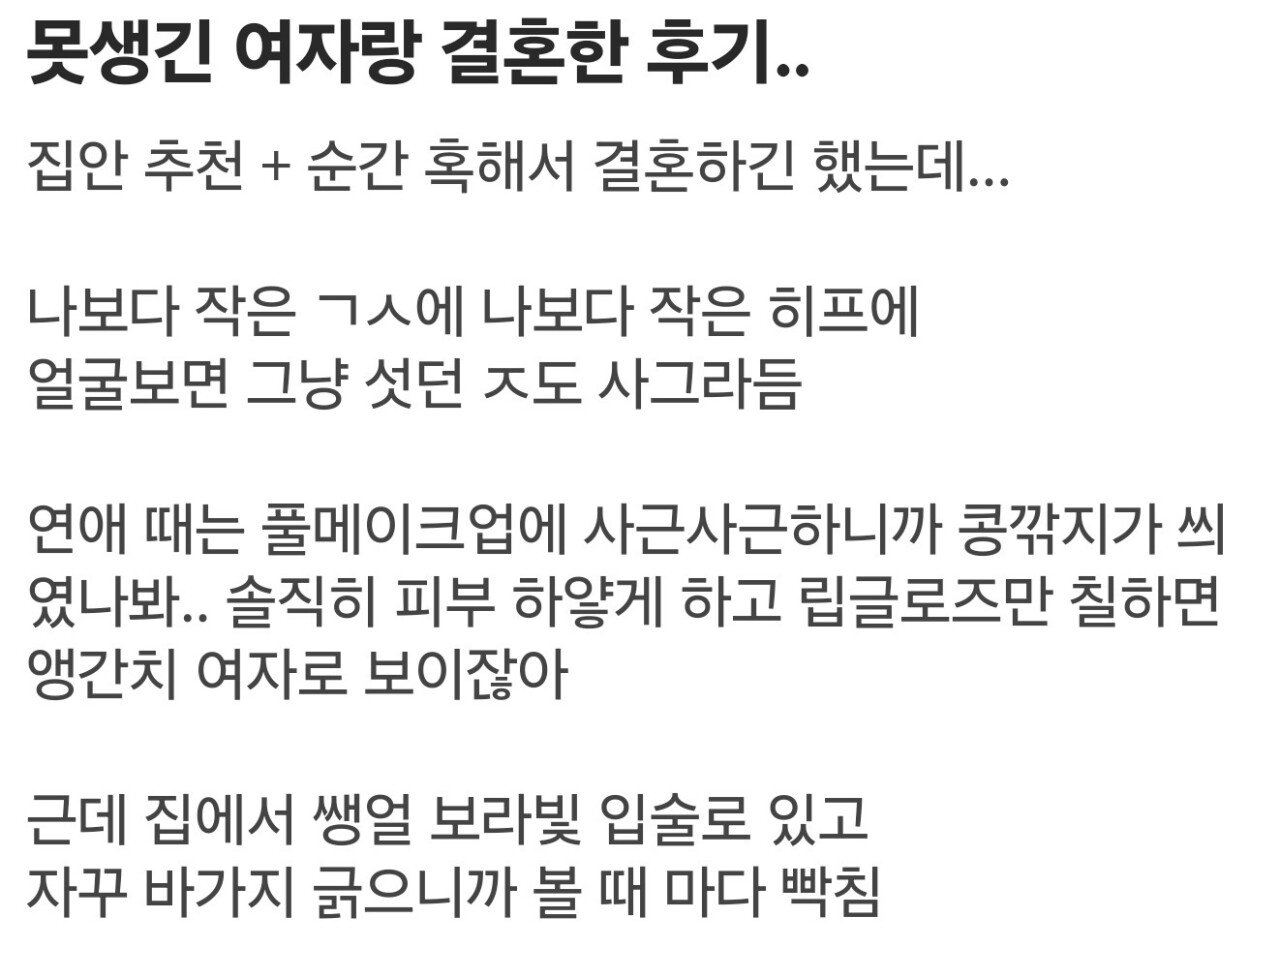 못생긴 여자랑 결혼한 후기..
집안 추천 + 순간 혹해서 결혼하긴 했는데...
나보다 작은 ㄱㅅ에 나보다 작은 히프에
얼굴보면 그냥 섯던 ㅈ도 사그라듬
연애 때는 풀메이크업에 사근사근하니까 콩깎지가 씌
였나봐.. 솔직히 피부 하얗게 하고 립글로즈만 칠하면
앵간치 여자로 보이잖아
근데 집에서 쌩얼 보라빛 입술로 있고
자꾸 바가지 긁으니까 볼 때 마다 빡침